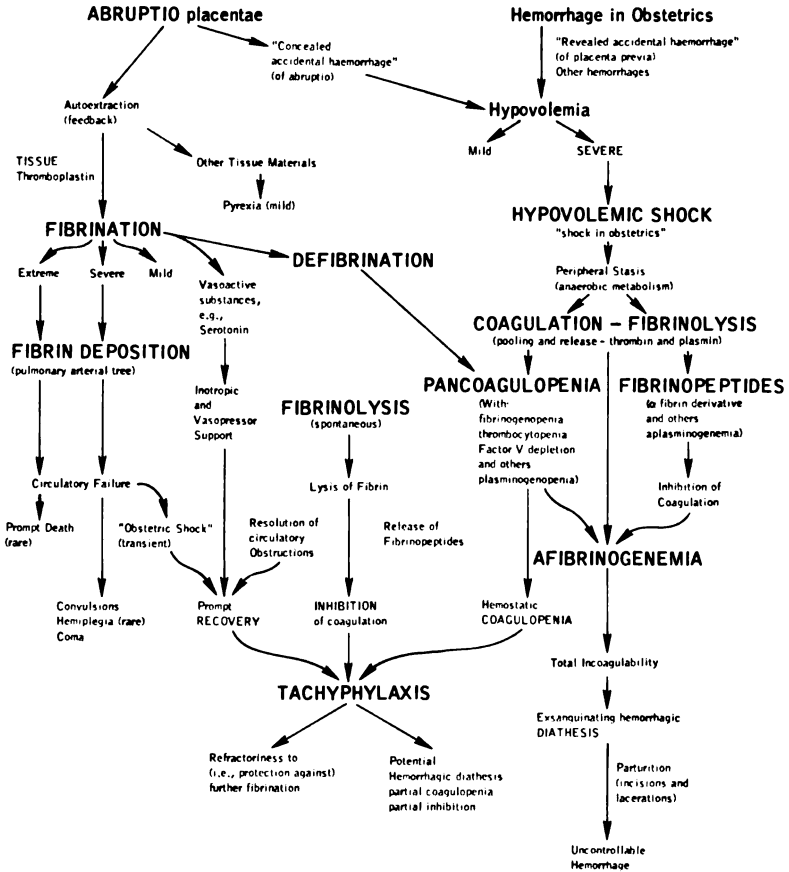 ABRUPTIO placentae
Hemorrhage in Obstetrics
"Concealed
accidental haemorrhage"
(of abruptio)
"Revealed accidental haemorrhage"
(of placenta previa)
Other hemorrhages
Autoextraction
(feedback)
Hypovolemia
Mild
SEVERE
TISSUE
Thromboplastin
Other Tissue Materials
Pyrexia (mild)
HYPOVOLEMIC SHOCK
"shock in obstetrics"
FIBRINATION
DEFIBRINATION
Extreme
Severe
Mild
Vasoactive
substances,
e.g.,
Serotonin
Peripheral Stasis
(anaerobic metabolism)
COAGULATION – FIBRINOLYSIS
(pooling and release - thrombin and plasmin)
FIBRIN DEPOSITION
(pulmonary arterial tree)
Inotropic
and
Vasopressor
Support
FIBRINOLYSIS
(spontaneous)
PANCOAGULOPENIA
(With-
fibrinogenopenia
thrombocytopenia
Factor V depletion
and others
plasminogenopenia)
FIBRINOPEPTIDES
(α fibrin derivative
and others
aplasminogenemia)
Circulatory Failure
Lysis of Fibrin
Inhibition of
Coagulation
Prompt Death
(rare)
"Obstetric Shock"
(transient)
Resolution of
circulatory
Obstructions
Release of
Fibrinopeptides
AFIBRINOGENEMIA
Convulsions
Hemiplegia (rare)
Coma
Prompt
RECOVERY
INHIBITION
of coagulation
Hemostatic
COAGULOPENIA
Total Incoagulability
TACHYPHYLAXIS
Exsanquinating hemorrhagic
DIATHESIS
Refractoriness to
(i.e., protection against)
further fibrination
Potential
Hemorrhagic diathesis
partial coagulopenia
partial inhibition
Parturition
(incisions and
lacerations)
Uncontrollable
Hemorrhage